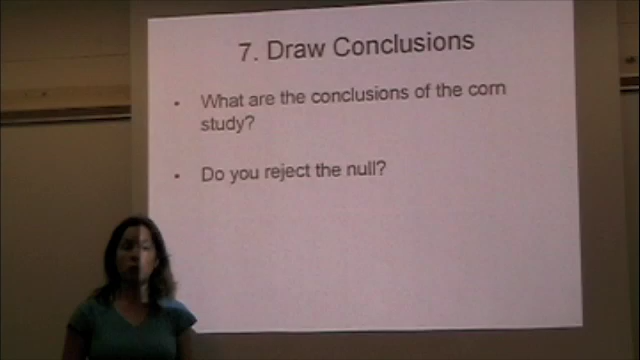 7. Draw Conclusions
• What are the conclusions of the corn
study?
• Do you reject the null?